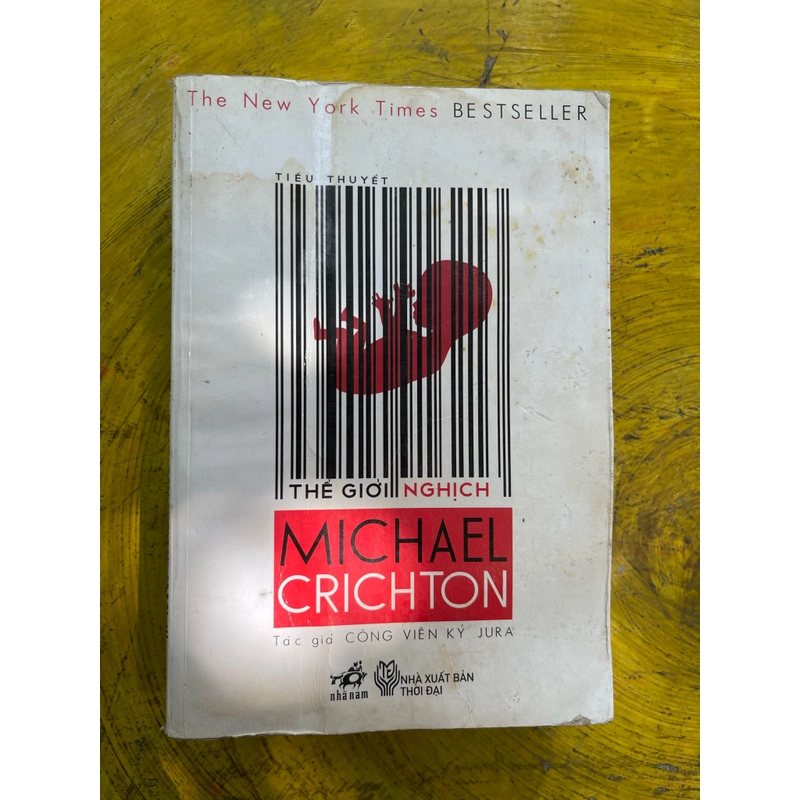 The New York Times BESTSELLER
TIỂU THUYẾT
THẾ GIỚI NGHỊCH
MICHAEL
CRICHTON
Tác giả CÔNG VIÊN KỶ JURA
nhã nam
NHÀ XUẤT BẢN
THỜI ĐẠI